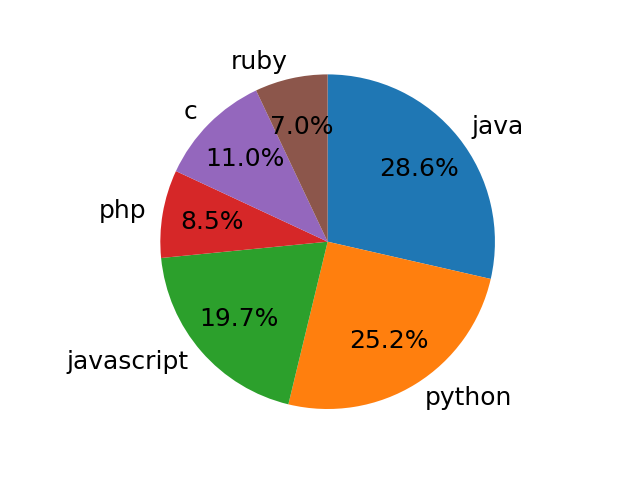 ruby
c
java
7.0%
11.0%
28.6%
php
8.5%
19.7%
25.2%
javascript
python